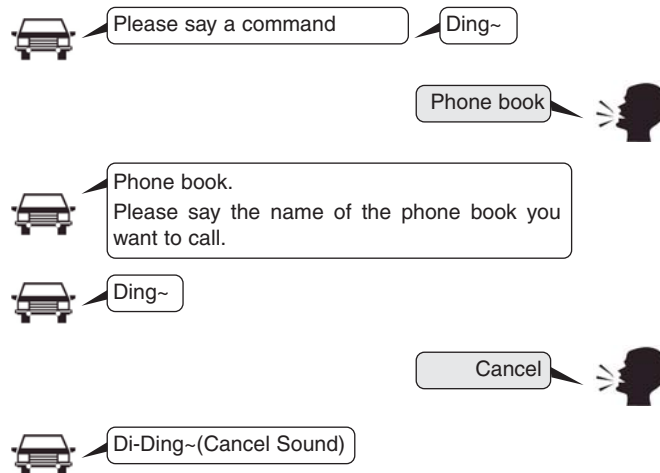 Please say a command
Ding~
Phone book
Phone book.
Please say the name of the phone book you
want to call.
Ding~
Cancel
Di-Ding~(Cancel Sound)